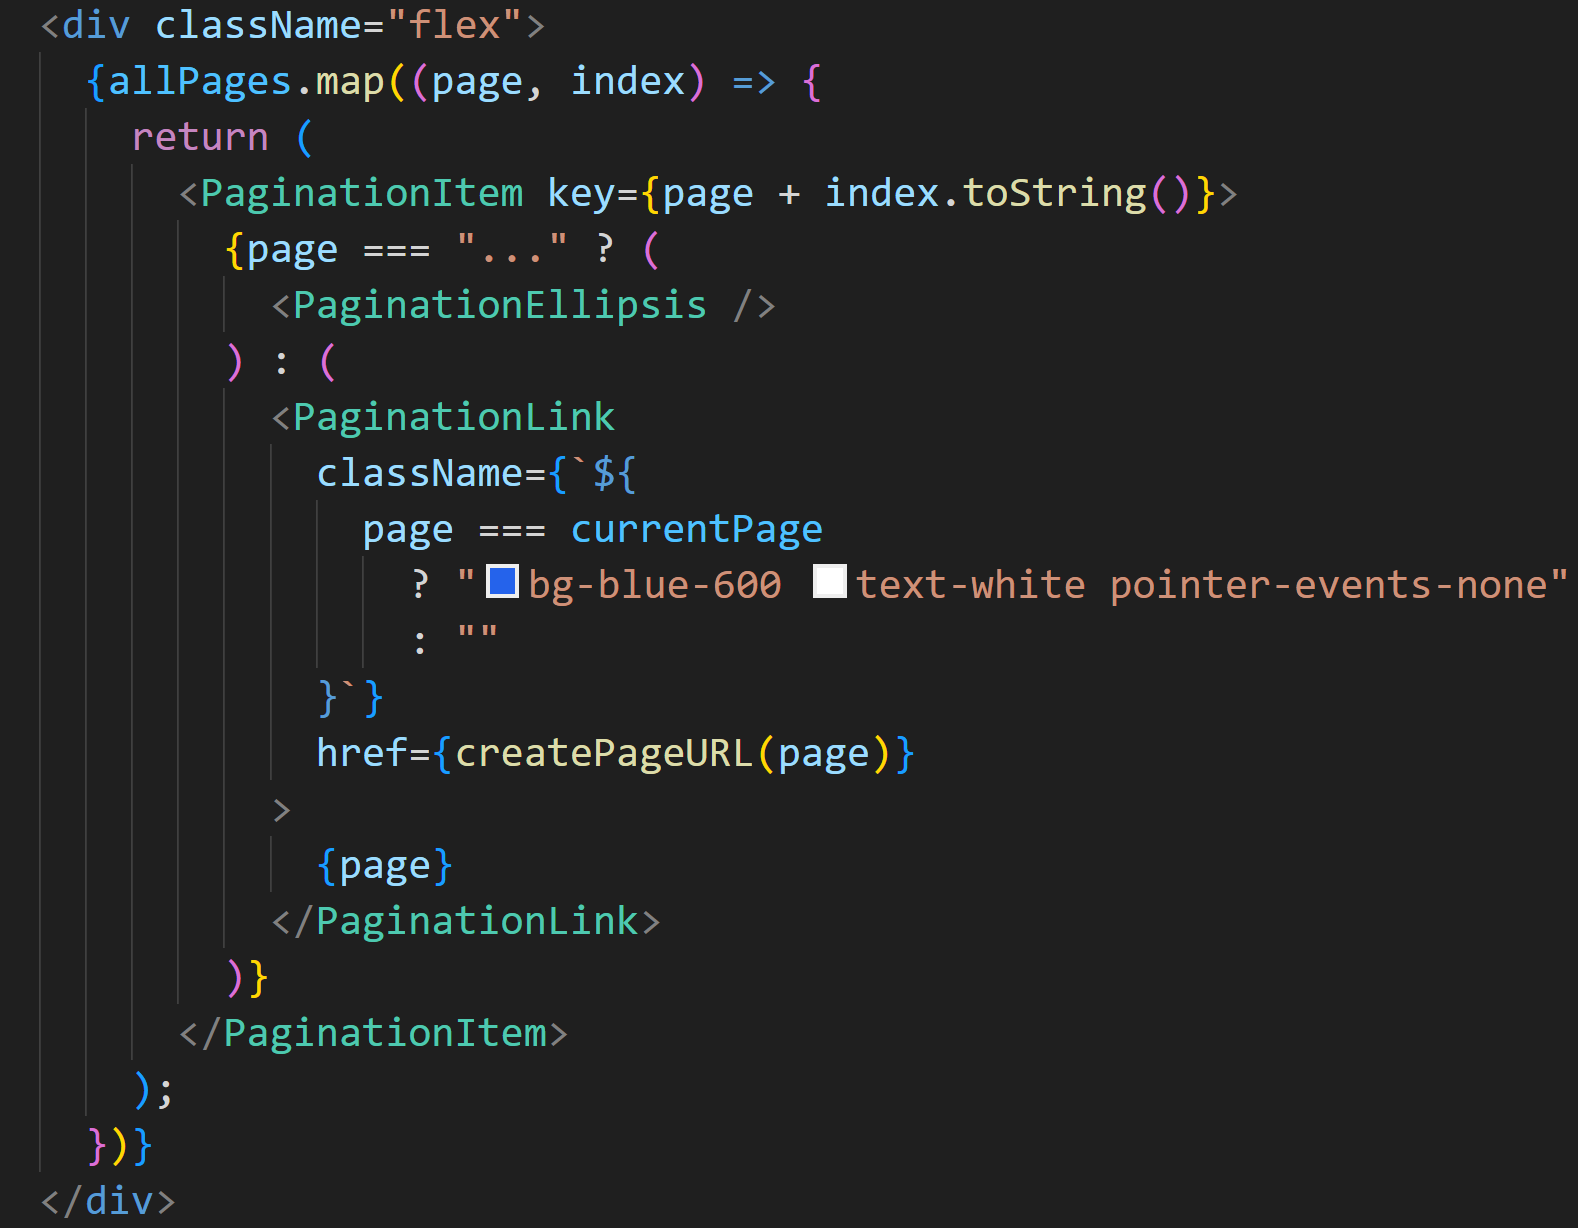 <div className="flex">
  {allPages.map((page, index) => {
    return (
      <PaginationItem key={page + index.toString()}>
        {page === "..." ? (
          <PaginationEllipsis />
        ) : (
          <PaginationLink
            className={`${
              page === currentPage
                ? "bg-blue-600 text-white pointer-events-none"
                : ""
            }`}
            href={createPageURL(page)}
          >
            {page}
          </PaginationLink>
        )}
      </PaginationItem>
    );
  })}
</div>